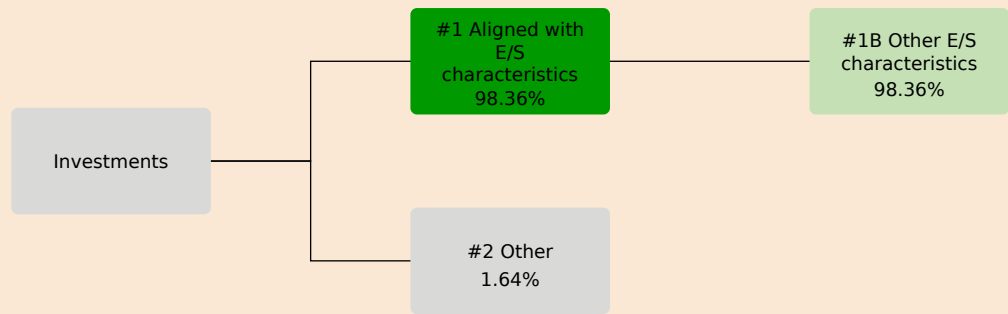 Investments
#1 Aligned with
E/S
characteristics
98.36%
#1B Other E/S
characteristics
98.36%
#2 Other
1.64%